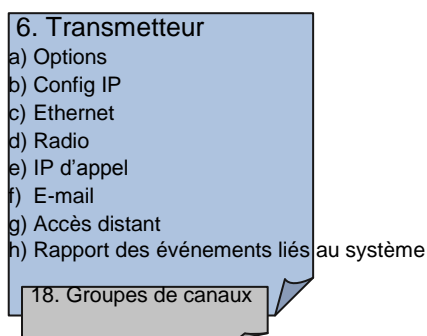 6. Transmetteur
a) Options
b) Config IP
c) Ethernet
d) Radio
e) IP d’appel
f) E-mail
g) Accès distant
h) Rapport des événements liés au système
18. Groupes de canaux